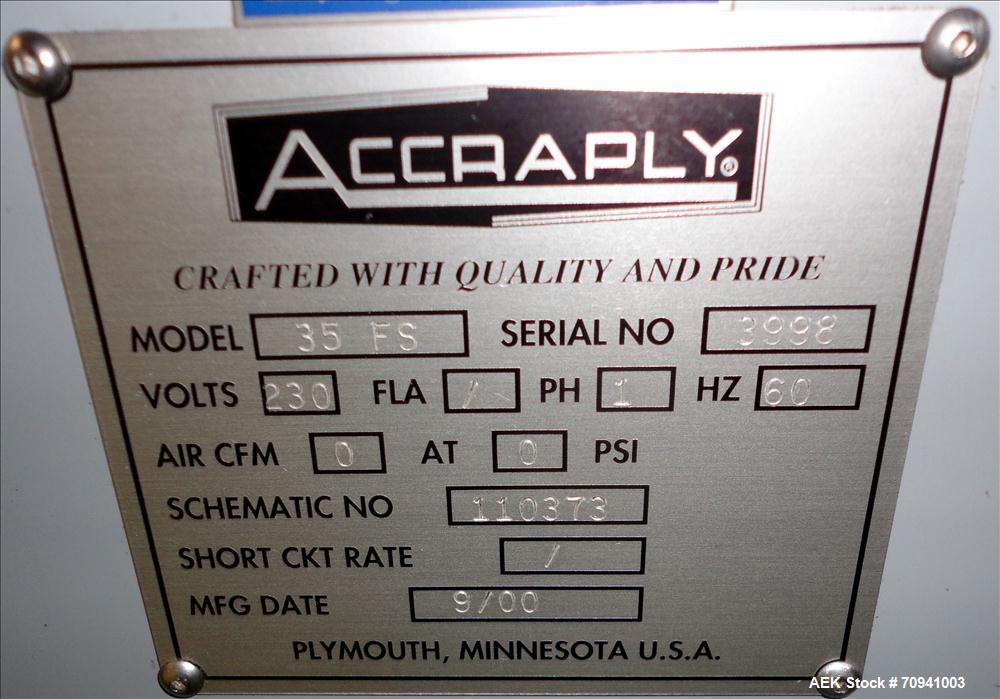 ACCRAPLY®
CRAFTED WITH QUALITY AND PRIDE
MODEL 35 FS SERIAL NO 3998
VOLTS 230 FLA / PH 1 HZ 60
AIR CFM 0 AT 0 PSI
SCHEMATIC NO 110373
SHORT CKT RATE /
MFG DATE 9/00
PLYMOUTH, MINNESOTA U.S.A.
AEK Stock # 70941003